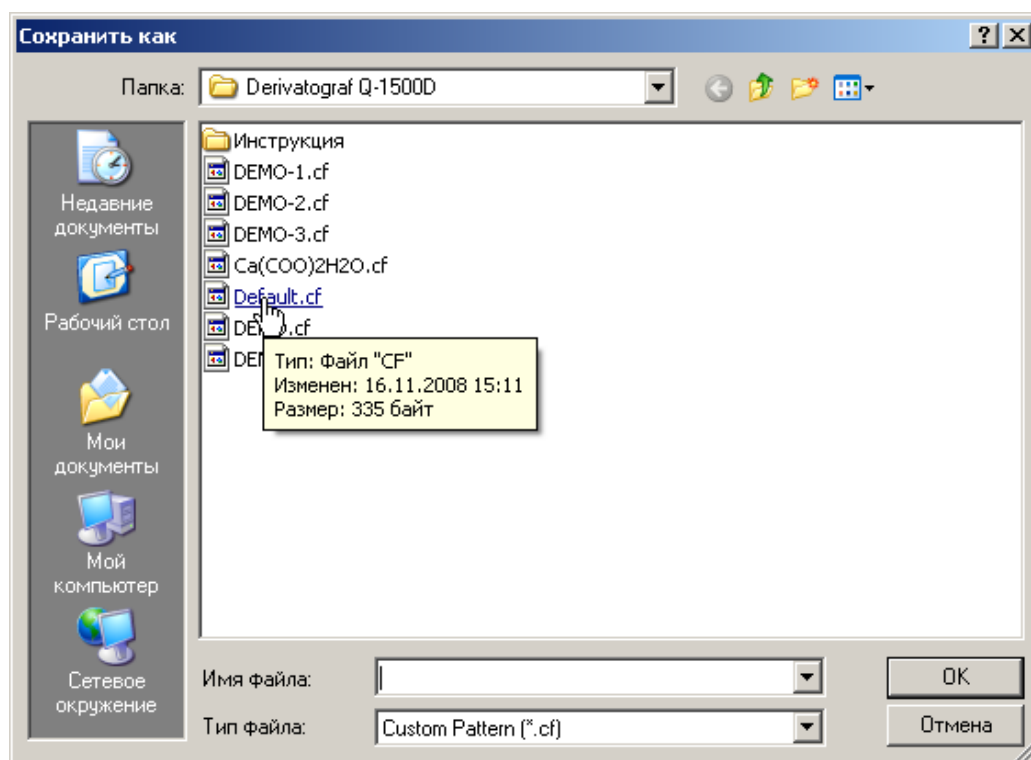 Сохранить как
Папка:
Derivatograf Q-1500D
Инструкция
DEMO-1.cf
DEMO-2.cf
DEMO-3.cf
Ca(COO)2H2O.cf
Default.cf
Тип: Файл "CF"
Изменен: 16.11.2008 15:11
Размер: 335 байт
Недавние
документы
Рабочий стол
Мои
документы
Мой
компьютер
Сетевое
окружение
Имя файла:
OK
Тип файла:
Custom Pattern (*.cf)
Отмена